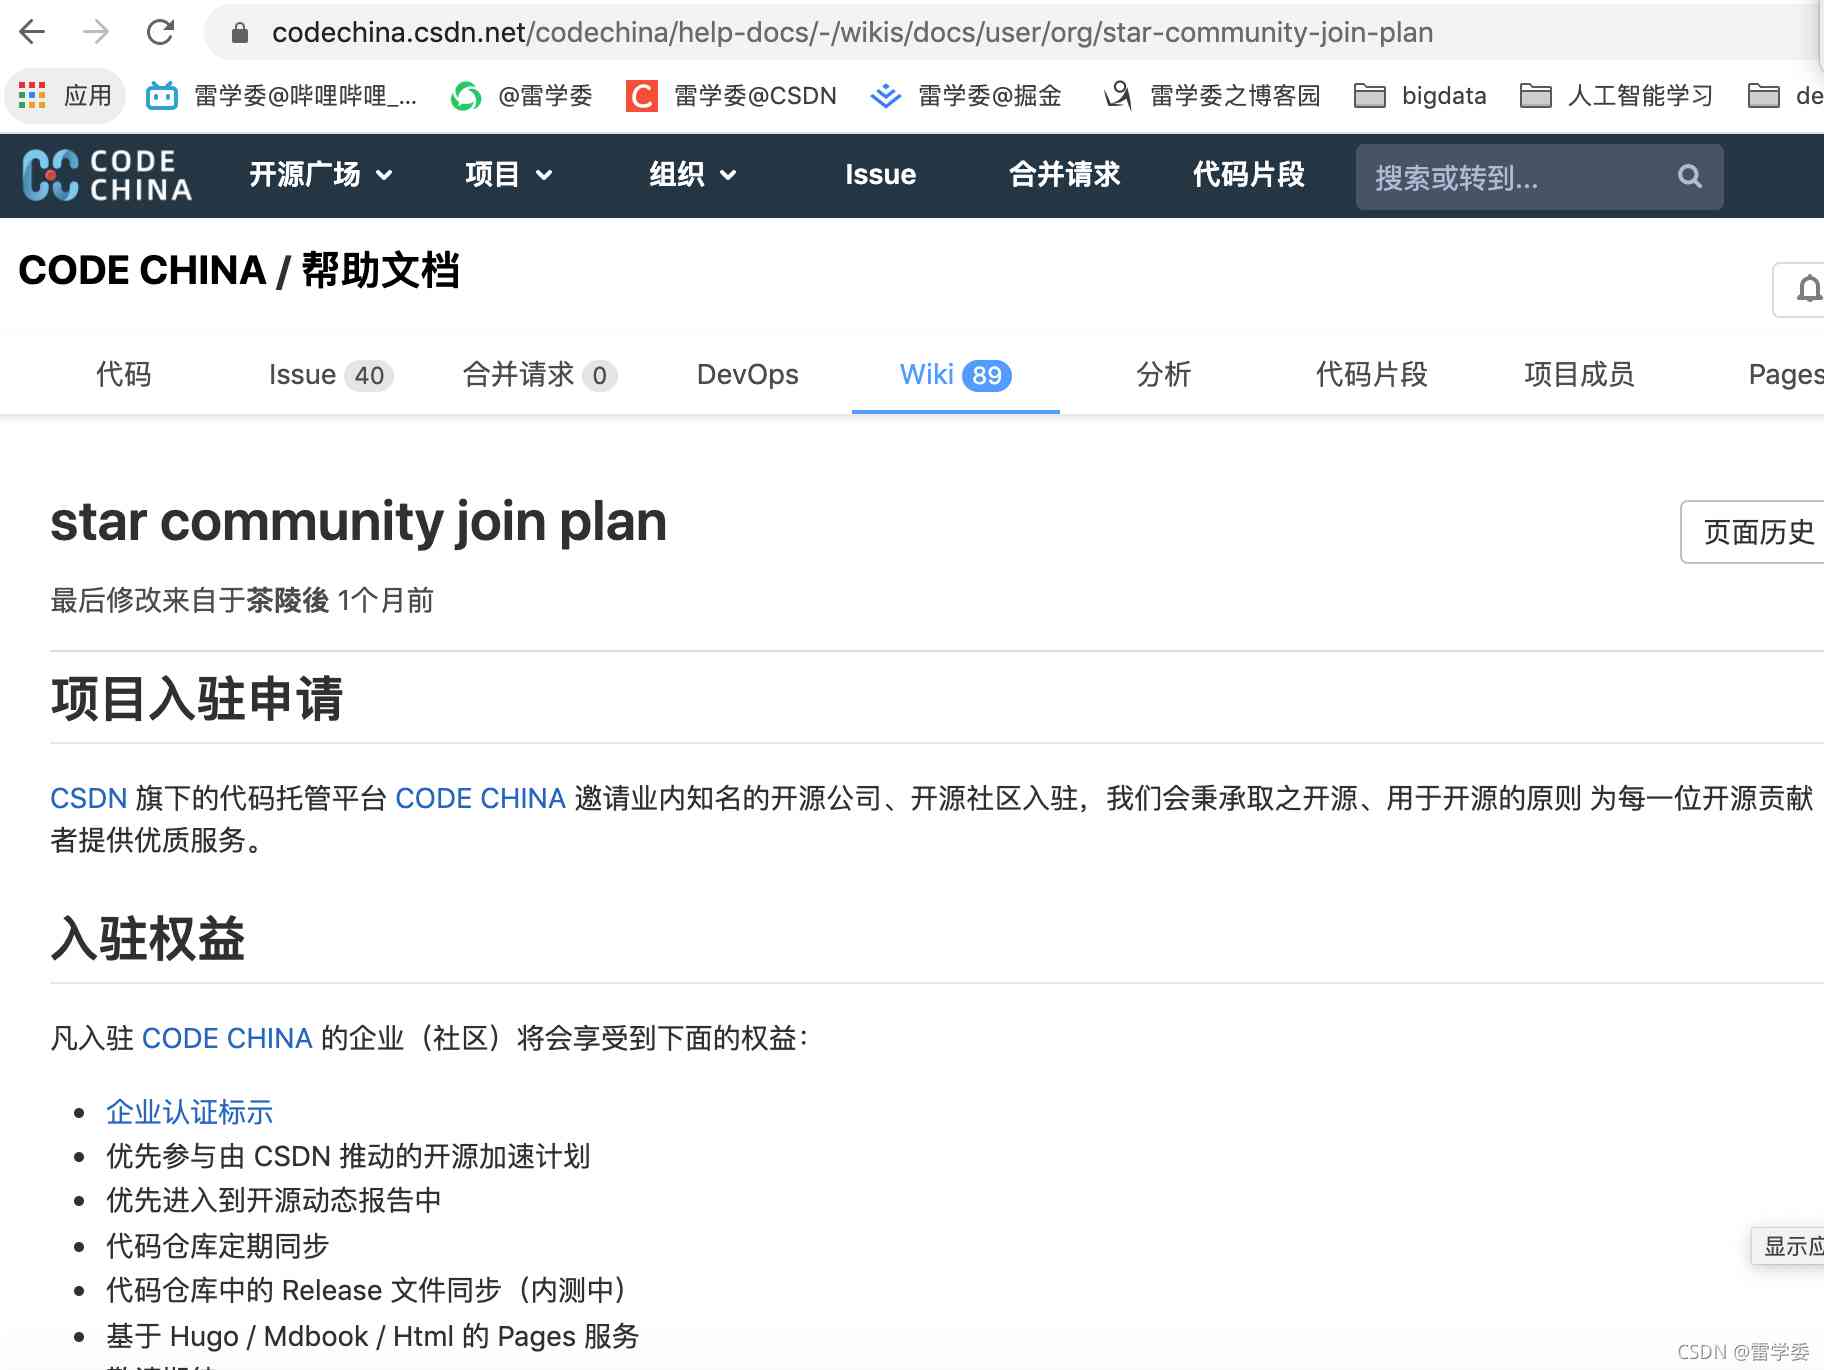 codechina.csdn.net/codechina/help-docs/-/wikis/docs/user/org/star-community-join-plan
应用 雷学委@哔哩哔哩_... @雷学委 雷学委@CSDN 雷学委@掘金 雷学委之博客园 bigdata 人工智能学习 de
CODE CHINA 开源广场 项目 组织 Issue 合并请求 代码片段 搜索或转到...
CODE CHINA / 帮助文档
代码 Issue 40 合并请求 0 DevOps Wiki 89 分析 代码片段 项目成员 Pages
star community join plan
页面历史
最后修改来自于茶陵後 1个月前
项目入驻申请
CSDN 旗下的代码托管平台 CODE CHINA 邀请业内知名的开源公司、开源社区入驻，我们会秉承取之开源、用于开源的原则 为每一位开源贡献
者提供优质服务。
入驻权益
凡入驻 CODE CHINA 的企业（社区）将会享受到下面的权益：
企业认证标示
优先参与由 CSDN 推动的开源加速计划
优先进入到开源动态报告中
代码仓库定期同步
显示应
代码仓库中的 Release 文件同步（内测中）
基于 Hugo / Mdbook / Html 的 Pages 服务
CSDN @雷学委